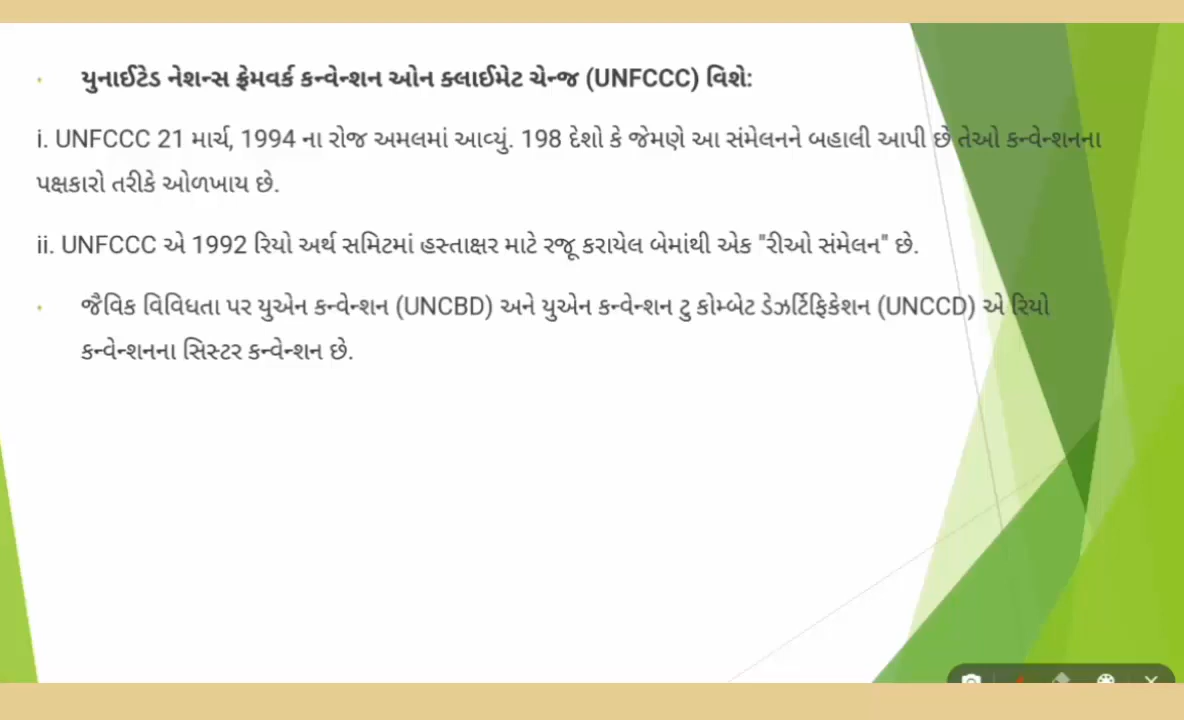 • યુનાઈટેડ નેશન્સ ફ્રેમવર્ક કન્વેન્શન ઓન ક્લાઈમેટ ચેન્જ (UNFCCC) વિશે:
i. UNFCCC 21 માર્ચ, 1994 ના રોજ અમલમાં આવ્યું. 198 દેશો કે જેમણે આ સંમેલનને બહાલી આપી છે તેઓ કન્વેન્શનના
પક્ષકારો તરીકે ઓળખાય છે.
ii. UNFCCC એ 1992 રિયો અર્થ સમિટમાં હસ્તાક્ષર માટે રજૂ કરાયેલ બેમાંથી એક "રીઓ સંમેલન" છે.
• જૈવિક વિવિધતા પર યુએન કન્વેન્શન (UNCBD) અને યુએન કન્વેન્શન ટુ કોમ્બેટ ડેઝર્ટિફિકેશન (UNCCD) એ રિયો
કન્વેન્શનના સિસ્ટર કન્વેન્શન છે.